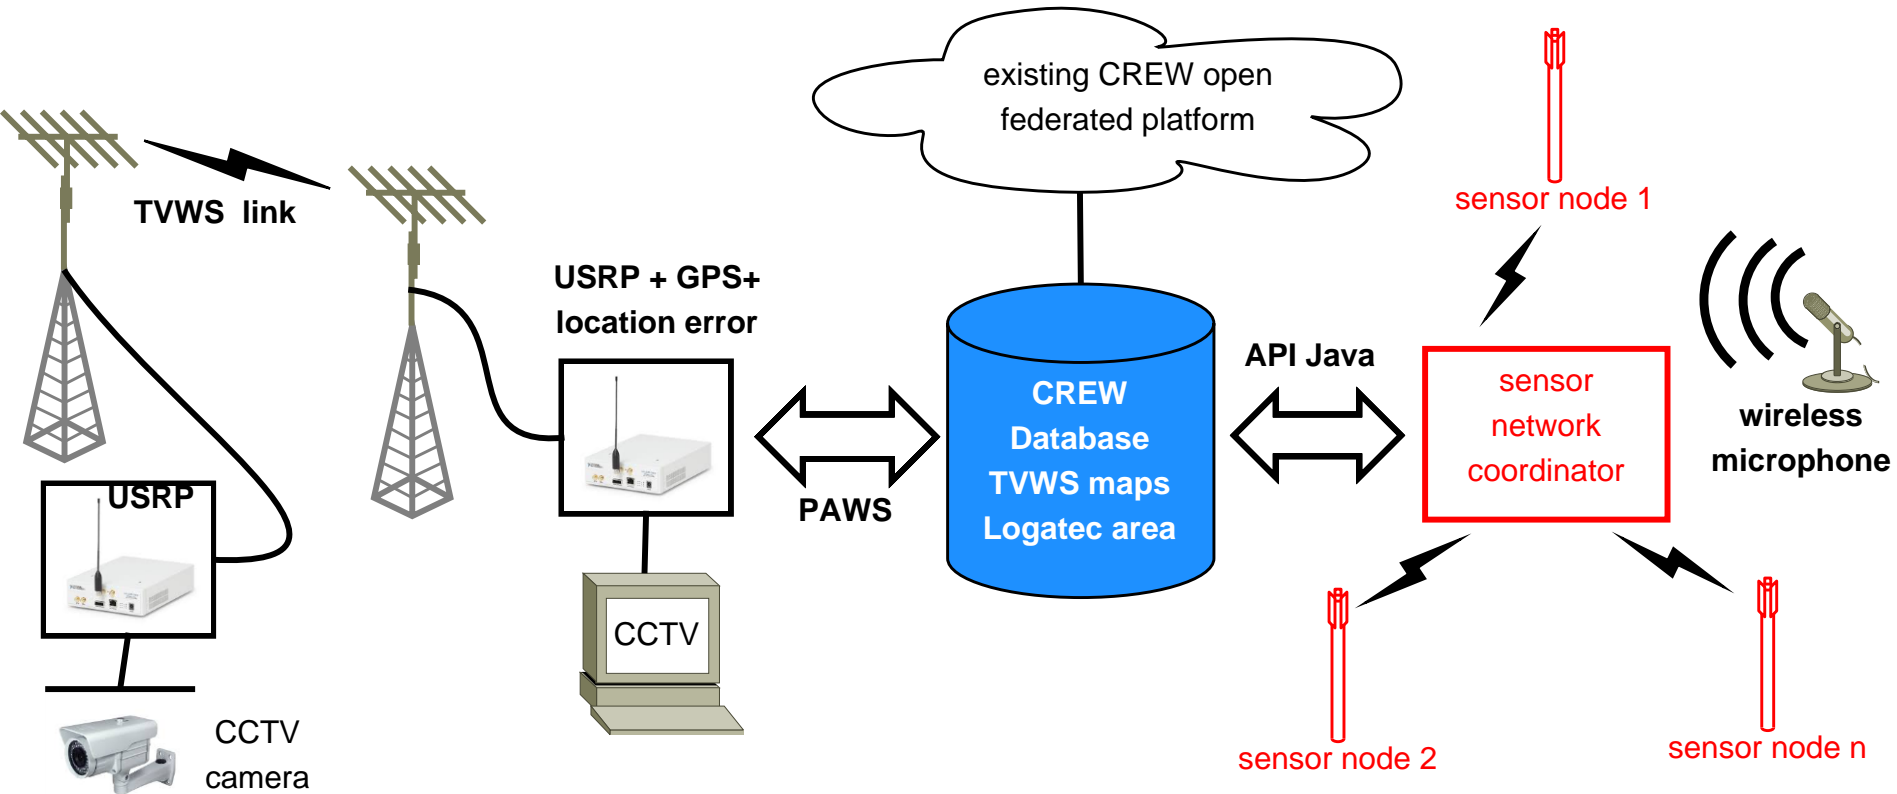 existing CREW open
federated platform
sensor node 1
TVWS link
USRP + GPS+
location error
API Java
CREW
Database
TVWS maps
Logatec area
sensor
network
coordinator
wireless
microphone
USRP
PAWS
CCTV
CCTV
camera
sensor node 2
sensor node n